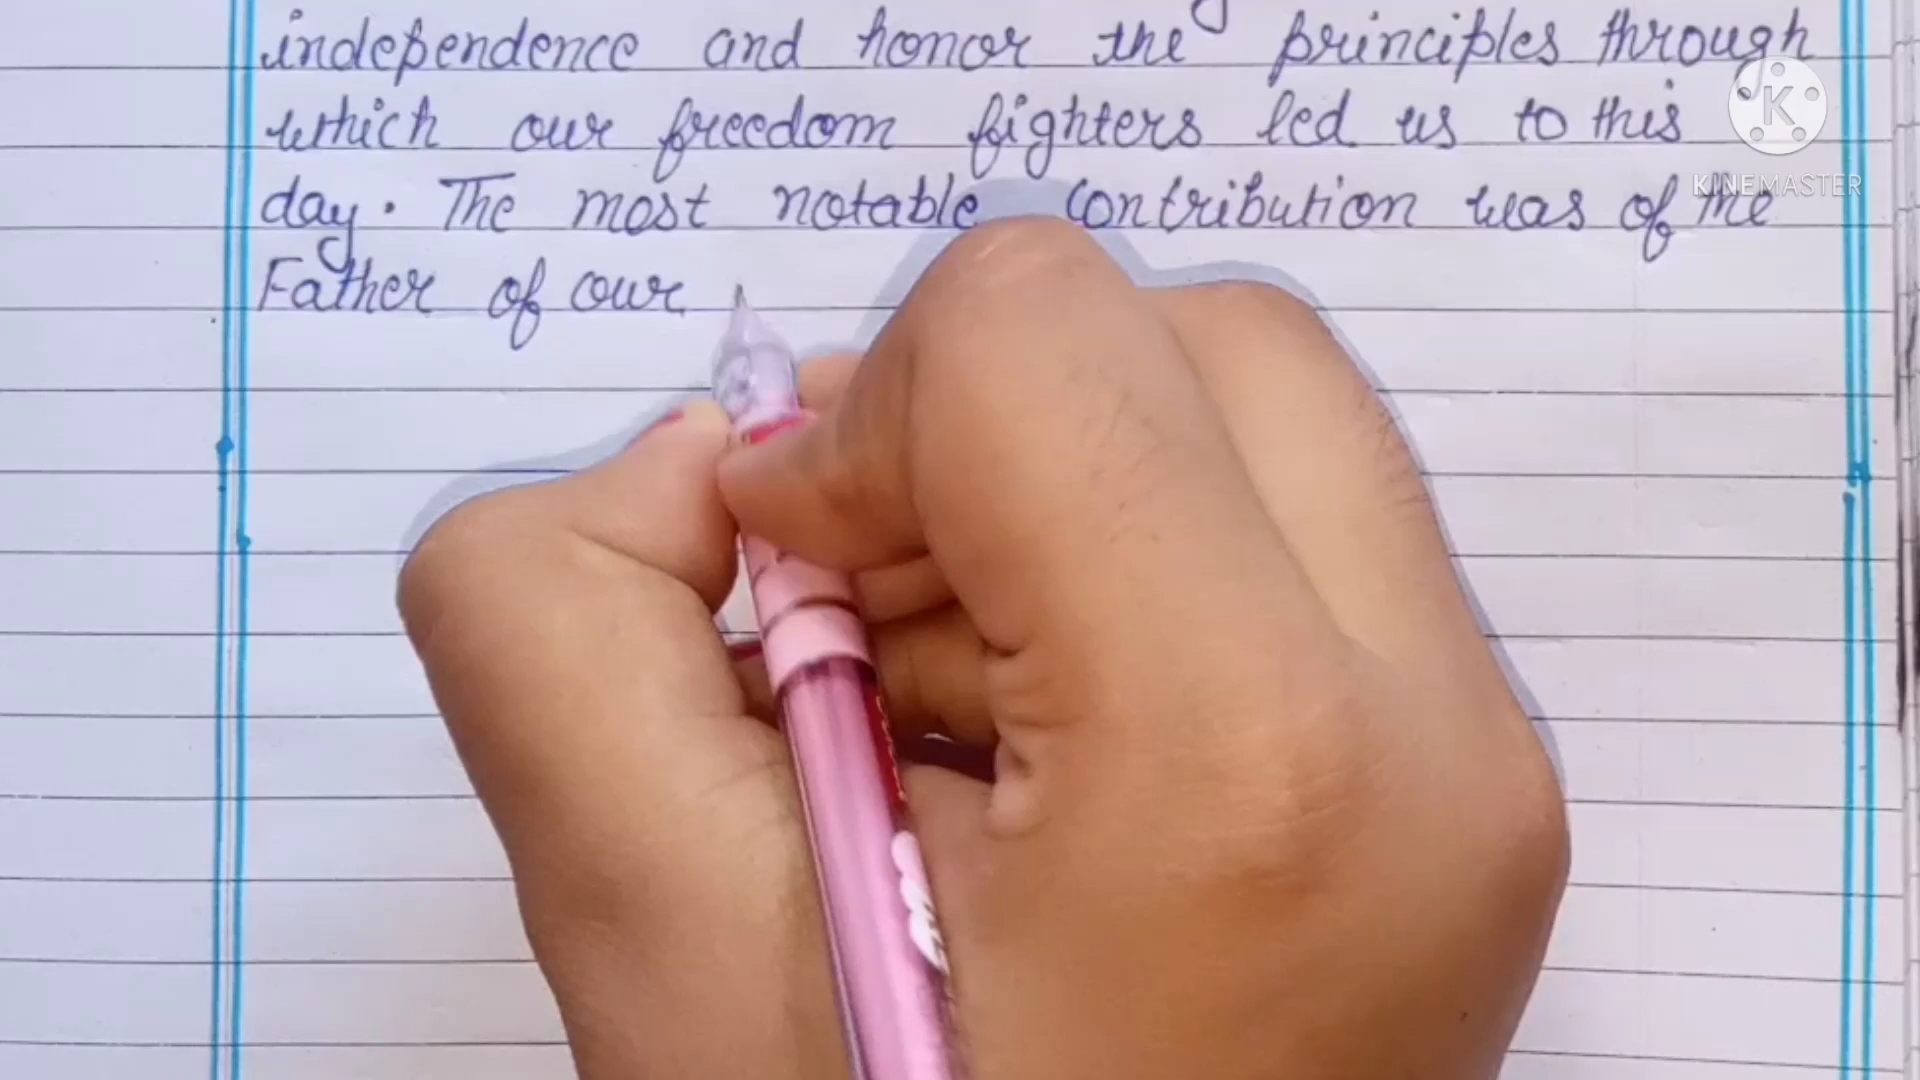 independence and honor the principles through
which our freedom fighters led us to this
day. The most notable contribution was of the
Father of our
K
KINEMASTER